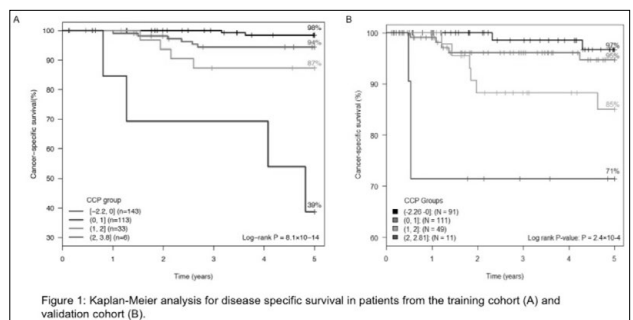 A
100
90
80
70
60
50
40
30
98%
94%
87%
39%
Cancer-specific survival(%)
CCP group
[−2.2, 0] (n=143)
(0, 1] (n=113)
(1, 2] (n=33)
(2, 3.8] (n=6)
Log-rank P = 8.1×10−14
0 1 2 3 4 5
Time (years)
B
100
90
80
70
60
97%
95%
85%
71%
Cancer-specific survival (%)
CCP Groups
(-2.20 -0]: (N = 91)
(0, 1]: (N = 111)
(1, 2]: (N = 49)
(2, 2.81]: (N = 11)
Log rank P-value: P = 2.4×10-4
0 1 2 3 4 5
Time (years)
Figure 1: Kaplan-Meier analysis for disease specific survival in patients from the training cohort (A) and
validation cohort (B).